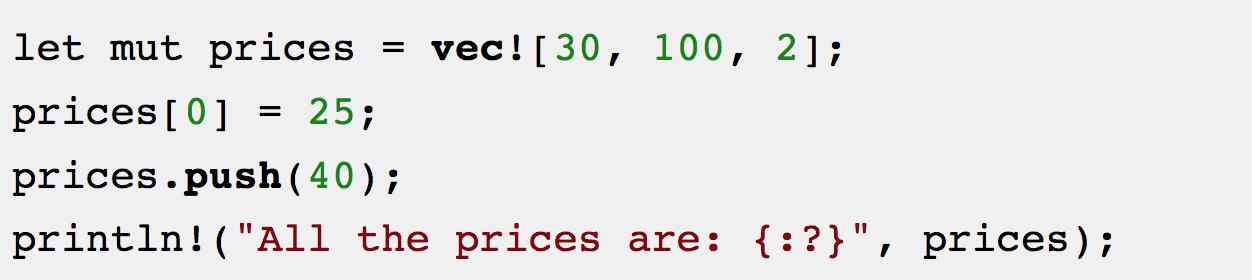 let mut prices = vec![30, 100, 2];
prices[0] = 25;
prices.push(40);
println!("All the prices are: {:?}", prices);